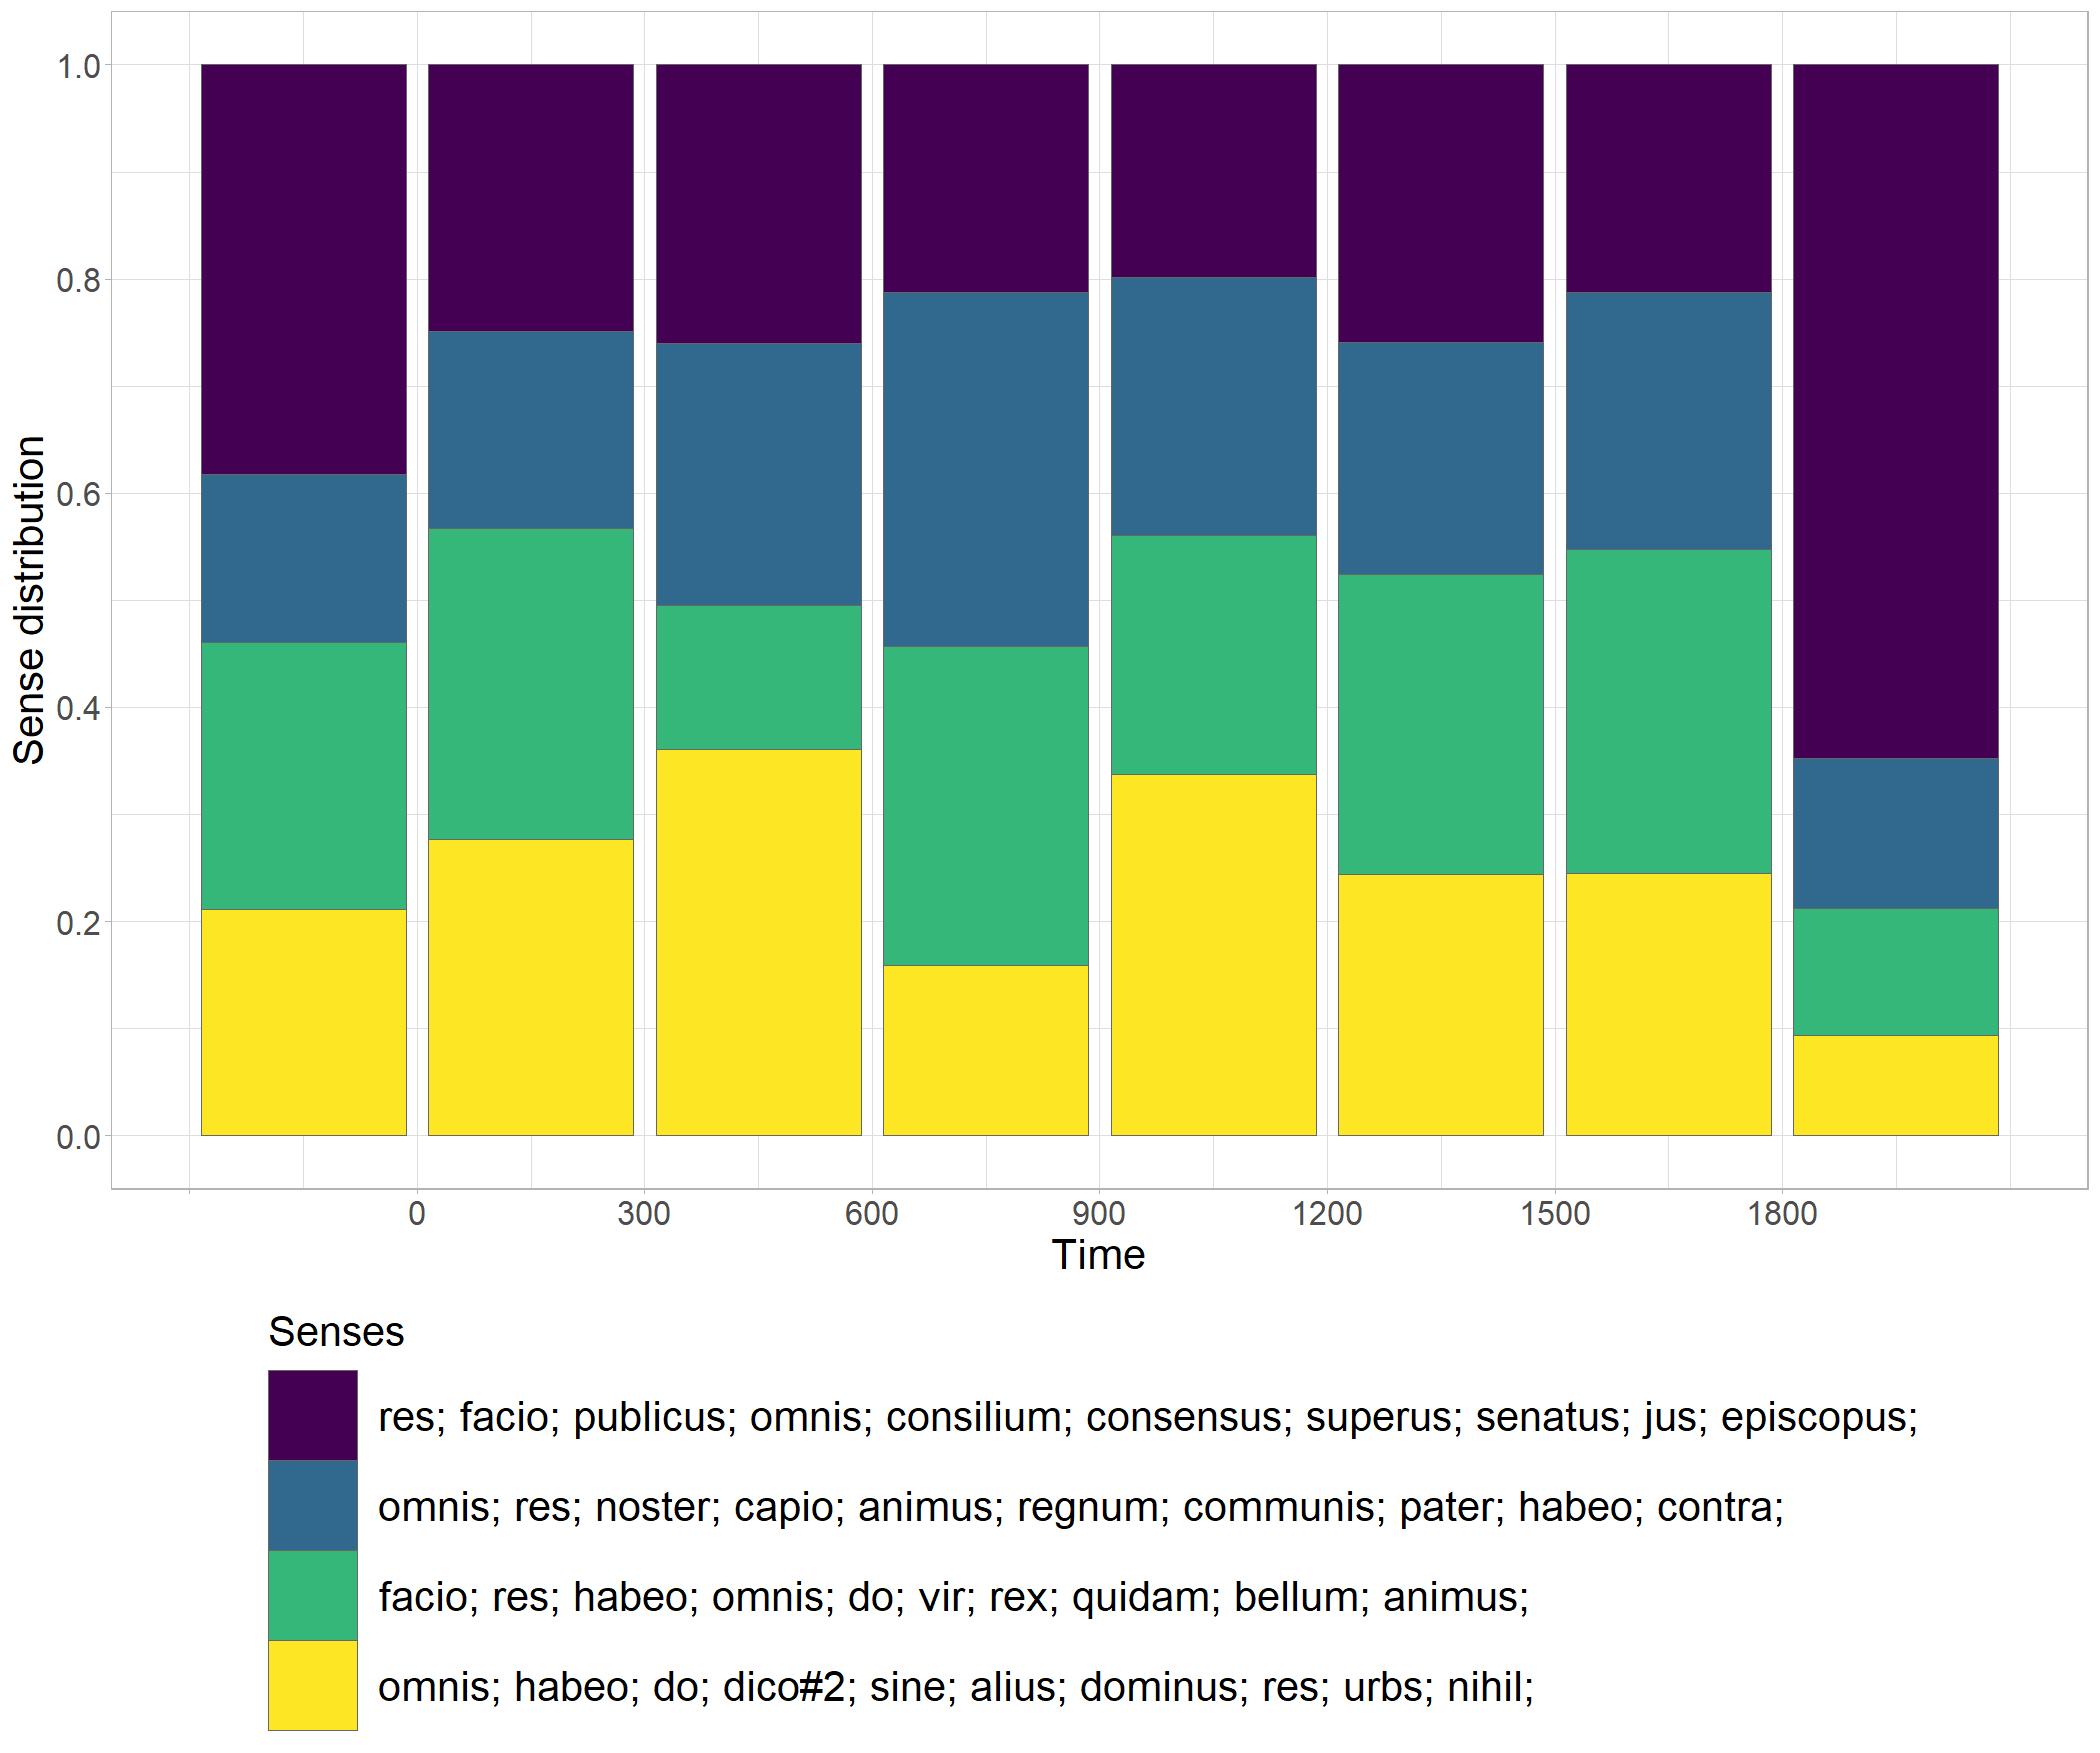 1.0
0.8
0.6
0.4
0.2
0.0
Sense distribution
0 300 600 900 1200 1500 1800
Time
Senses
res; facio; publicus; omnis; consilium; consensus; superus; senatus; jus; episcopus;
omnis; res; noster; capio; animus; regnum; communis; pater; habeo; contra;
facio; res; habeo; omnis; do; vir; rex; quidam; bellum; animus;
omnis; habeo; do; dico#2; sine; alius; dominus; res; urbs; nihil;